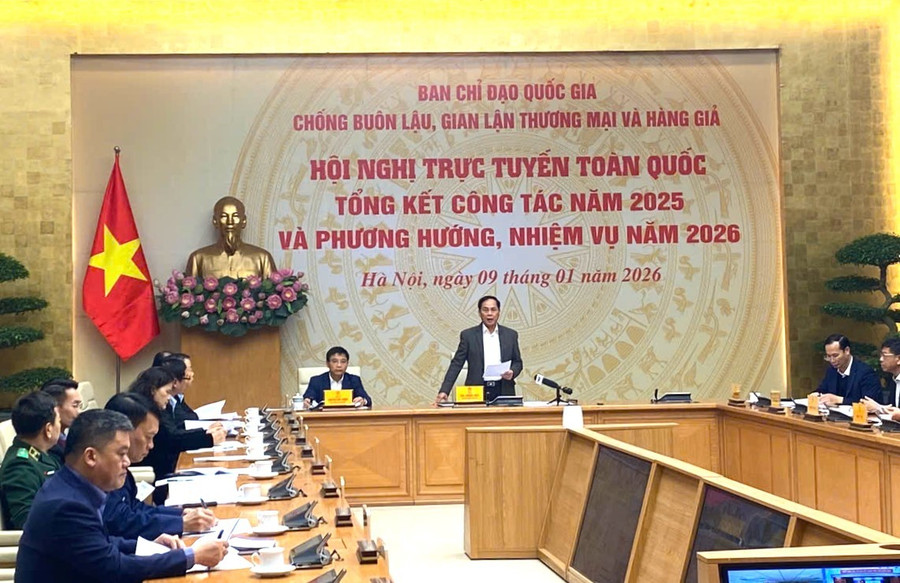 BAN CHỈ ĐẠO QUỐC GIA
CHỐNG BUÔN LẬU, GIAN LẬN THƯƠNG MẠI VÀ HÀNG GIẢ
HỘI NGHỊ TRỰC TUYẾN TOÀN QUỐC
TỔNG KẾT CÔNG TÁC NĂM 2025
VÀ PHƯƠNG HƯỚNG, NHIỆM VỤ NĂM 2026
Hà Nội, ngày 09 tháng 01 năm 2026